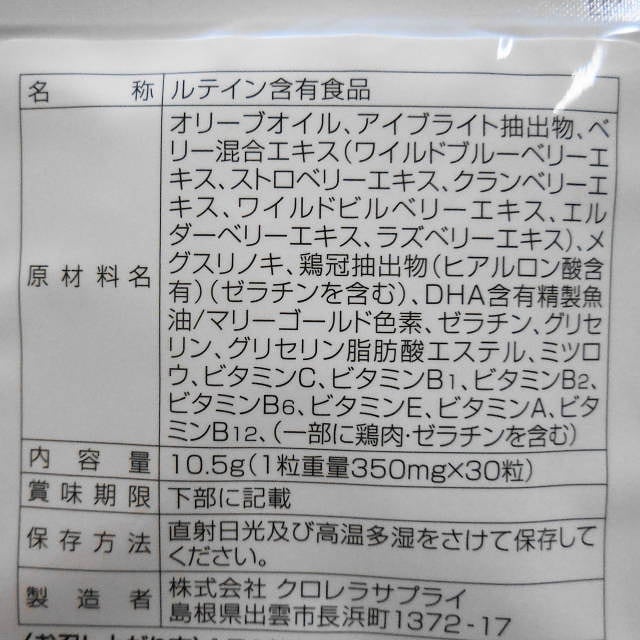 名称 ルテイン含有食品
オリーブオイル、アイブライト抽出物、ベ
リー混合エキス(ワイルドブルーベリーエ
キス、ストロベリーエキス、クランベリーエ
キス、ワイルドビルベリーエキス、エル
ダーベリーエキス、ラズベリーエキス)、メ
原材料名 グスリノキ、鶏冠抽出物(ヒアルロン酸含
有)(ゼラチンを含む)、DHA含有精製魚
油/マリーゴールド色素、ゼラチン、グリセ
リン、グリセリン脂肪酸エステル、ミツロ
ウ、ビタミンC、ビタミンB1、ビタミンB2、
ビタミンB6、ビタミンE、ビタミンA、ビタ
ミンB12、(一部に鶏肉・ゼラチンを含む)
内容量 10.5g(1粒重量350mg×30粒)
賞味期限 下部に記載
保存方法 直射日光及び高温多湿をさけて保存して
ください。
製造者 株式会社 クロレラサプライ
島根県出雲市長浜町1372-17